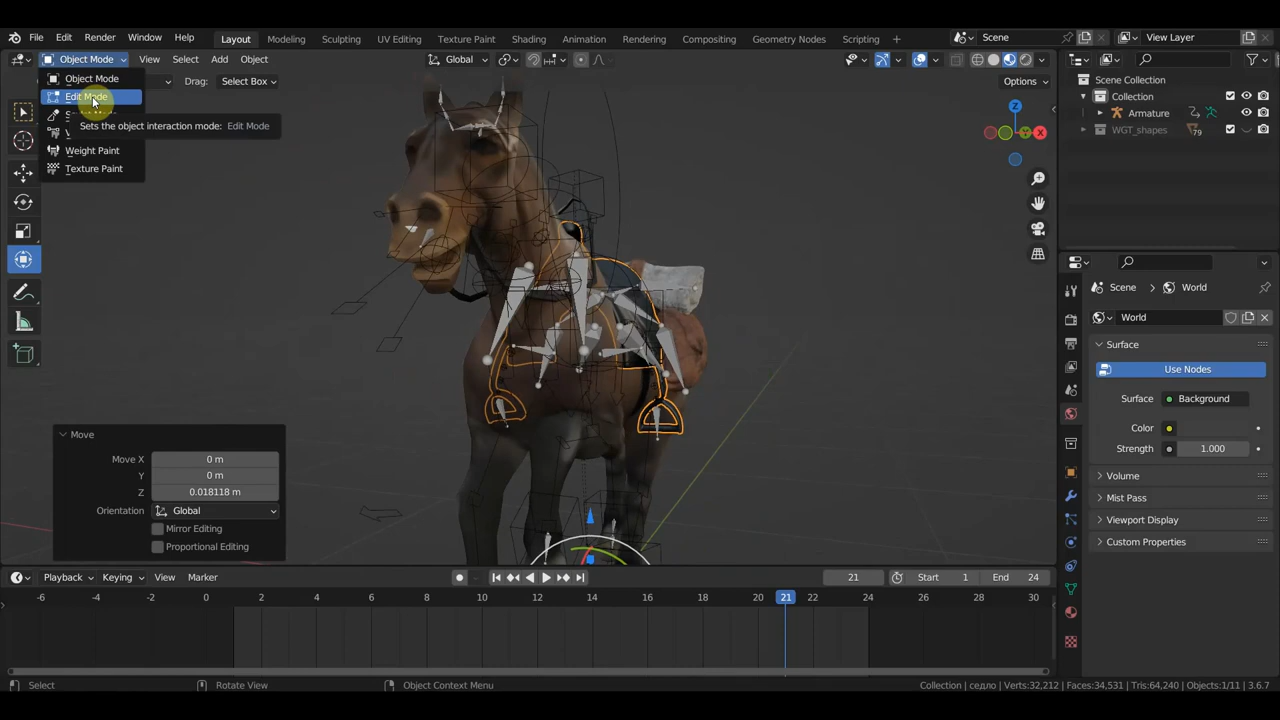 File Edit Render Window Help Layout Modeling Sculpting UV Editing Texture Paint Shading Animation Rendering Compositing Geometry Nodes Scripting Scene View Layer
Object Mode View Select Add Object Global
Drag: Select Box Options
Object Mode
Edit Mode
Sets the object interaction mode: Edit Mode
Weight Paint
Texture Paint
Scene Collection
Collection
Armature
WGT_shapes 79
X
Z
Scene World
World
Surface
Use Nodes
Surface Background
Color
Strength 1.000
Volume
Mist Pass
Viewport Display
Custom Properties
Move
Move X 0 m
Y 0 m
Z 0.018118 m
Orientation Global
Mirror Editing
Proportional Editing
Playback Keying View Marker 21 Start 1 End 24
-6 -4 -2 0 2 4 6 8 10 12 14 16 18 21 22 24 26 28 30
Select Rotate View Object Context Menu Collection | седло | Verts:32,212 | Faces:34,531 | Tris:64,240 | Objects:1/11 | 3.6.7